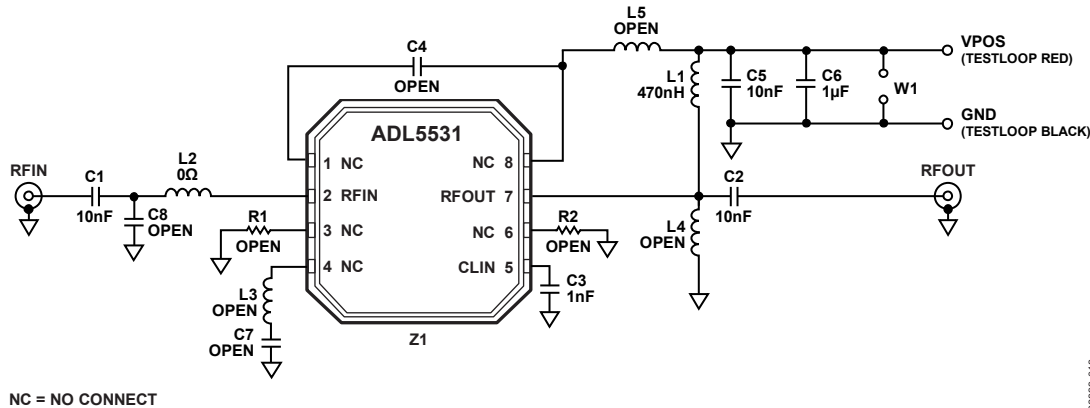 L5
OPEN
VPOS
(TESTLOOP RED)
C4
OPEN
L1
470nH
C5
10nF
C6
1µF
W1
GND
(TESTLOOP BLACK)
ADL5531
1 NC
NC 8
RFIN
C1
10nF
L2
0Ω
2 RFIN
RFOUT 7
C2
10nF
RFOUT
C8
OPEN
R1
OPEN
3 NC
NC 6
R2
OPEN
L4
OPEN
4 NC
CLIN 5
C3
1nF
L3
OPEN
C7
OPEN
Z1
NC = NO CONNECT